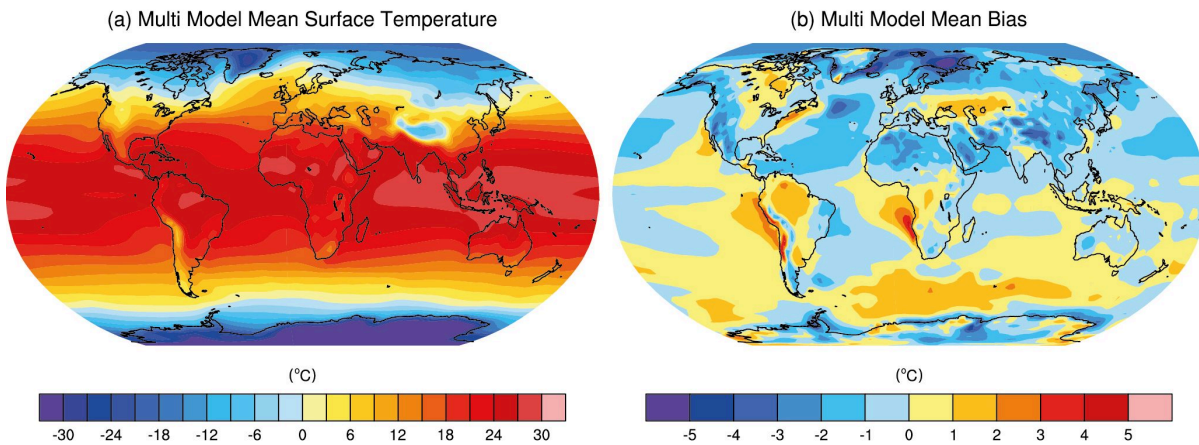 (a) Multi Model Mean Surface Temperature
(b) Multi Model Mean Bias
(°C)
-30 -24 -18 -12 -6 0 6 12 18 24 30
(°C)
-5 -4 -3 -2 -1 0 1 2 3 4 5